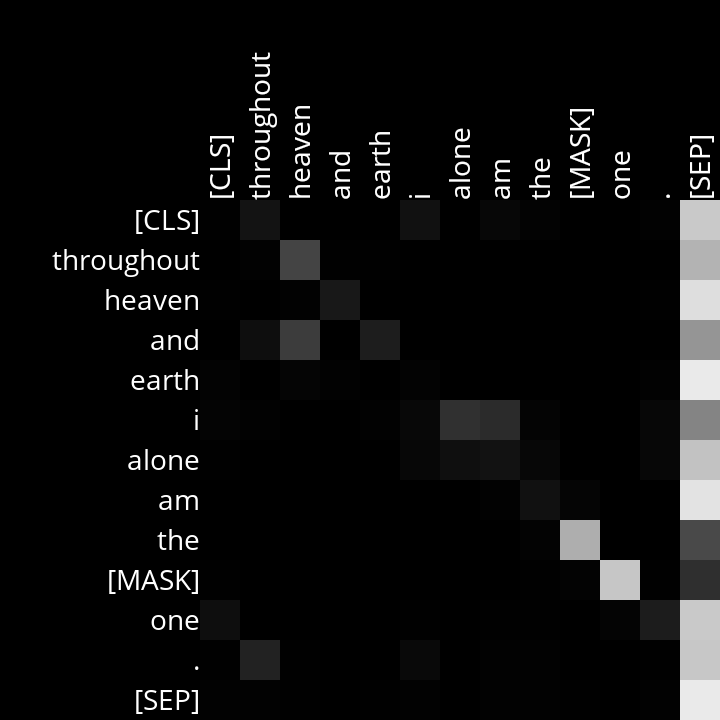 [CLS] throughout heaven and earth i alone am the [MASK] one . [SEP]
[CLS]
throughout
heaven
and
earth
i
alone
am
the
[MASK]
one
.
[SEP]